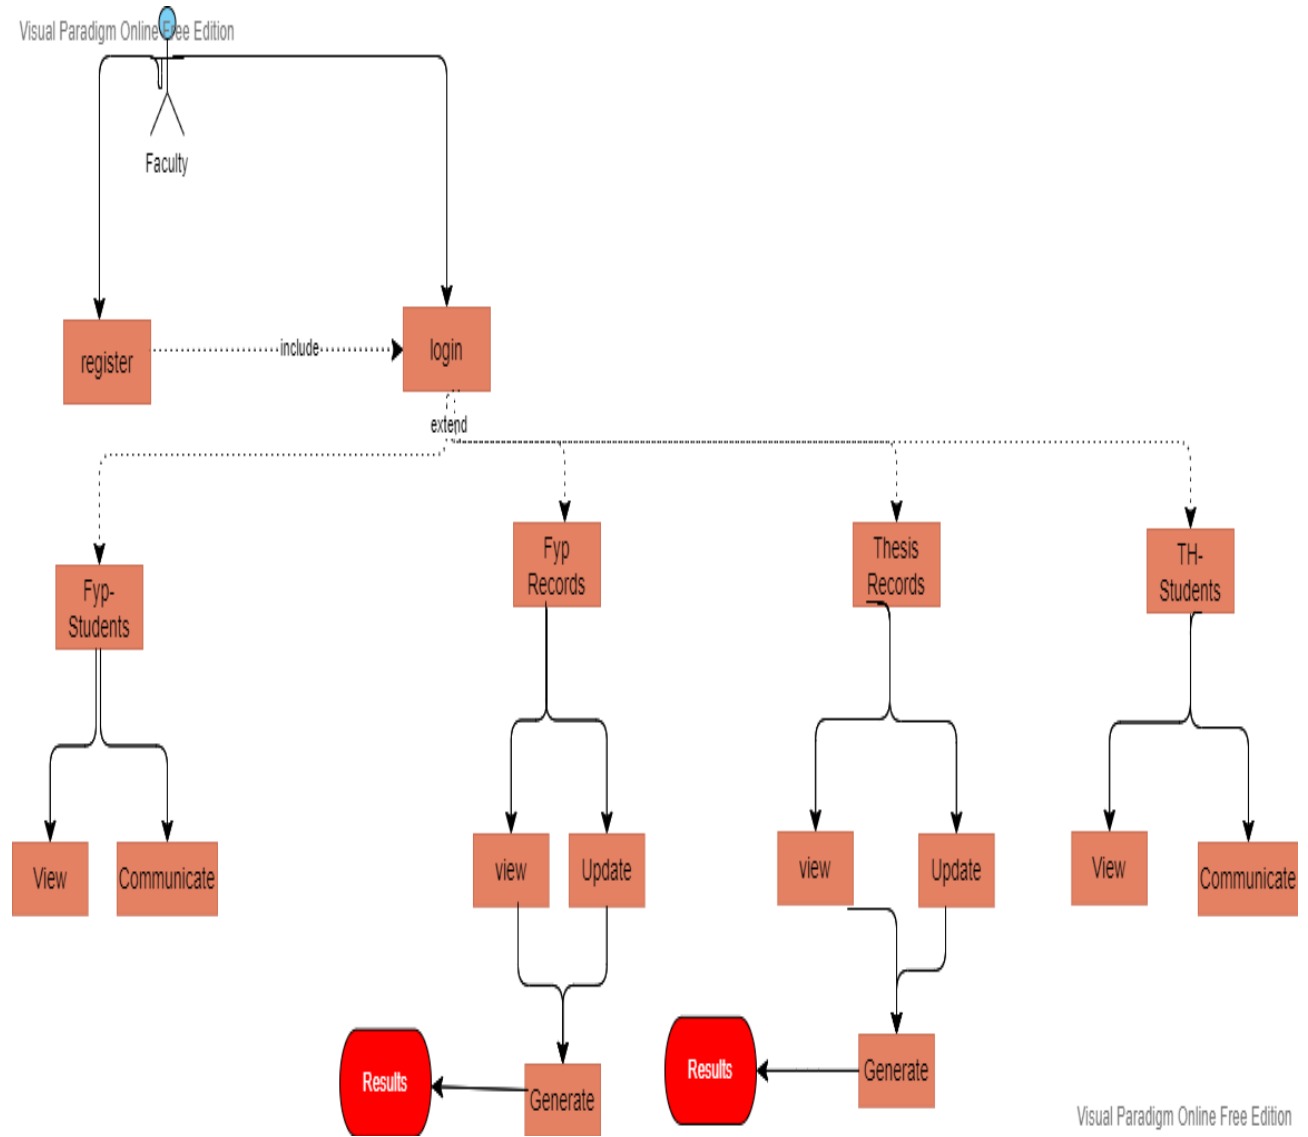 Visual Paradigm Online Free Edition
Faculty
register
include
login
extend
Fyp-
Students
Fyp
Records
Thesis
Records
TH-
Students
View
Communicate
view
Update
view
Update
View
Communicate
Results
Generate
Results
Generate
Visual Paradigm Online Free Edition